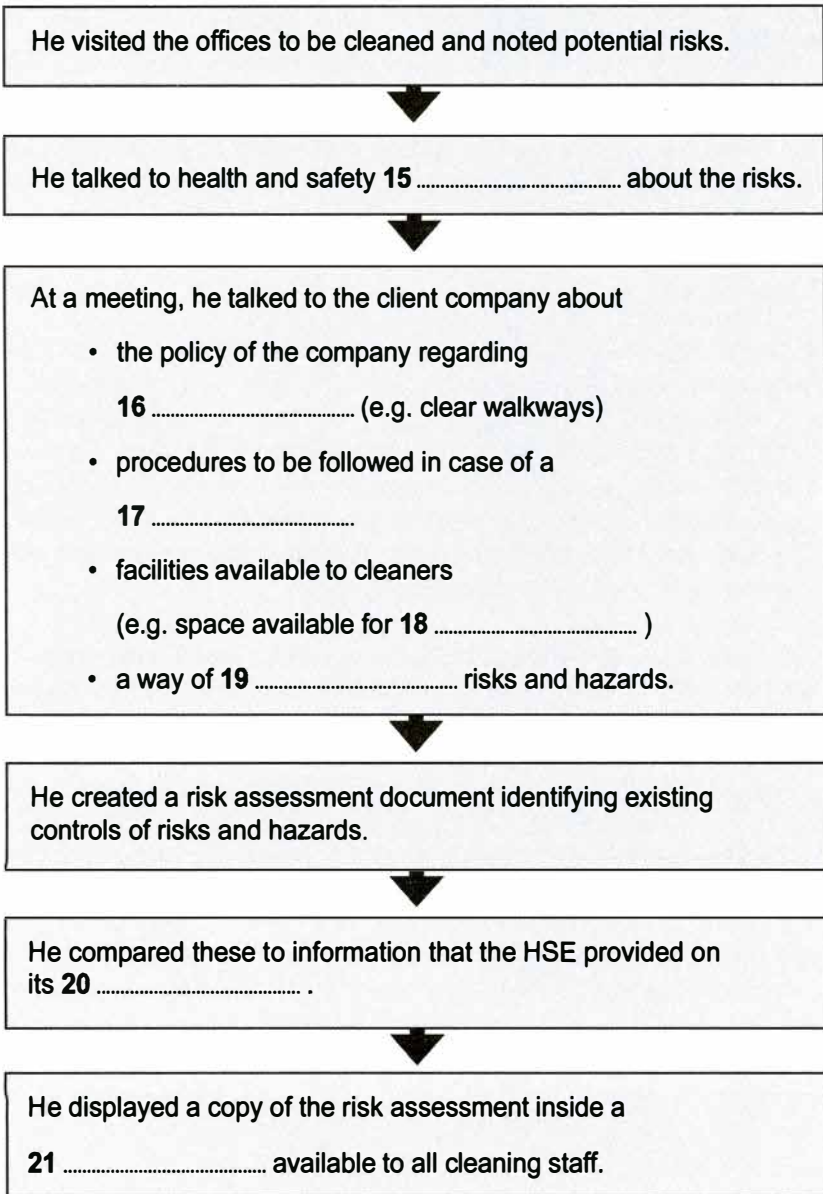 He visited the offices to be cleaned and noted potential risks.
He talked to health and safety 15 ........................................ about the risks.
At a meeting, he talked to the client company about
• the policy of the company regarding
16 ........................................ (e.g. clear walkways)
• procedures to be followed in case of a
17 ........................................
• facilities available to cleaners
(e.g. space available for 18 ........................................ )
• a way of 19 ........................................ risks and hazards.
He created a risk assessment document identifying existing
controls of risks and hazards.
He compared these to information that the HSE provided on
its 20 ........................................ .
He displayed a copy of the risk assessment inside a
21 ........................................ available to all cleaning staff.